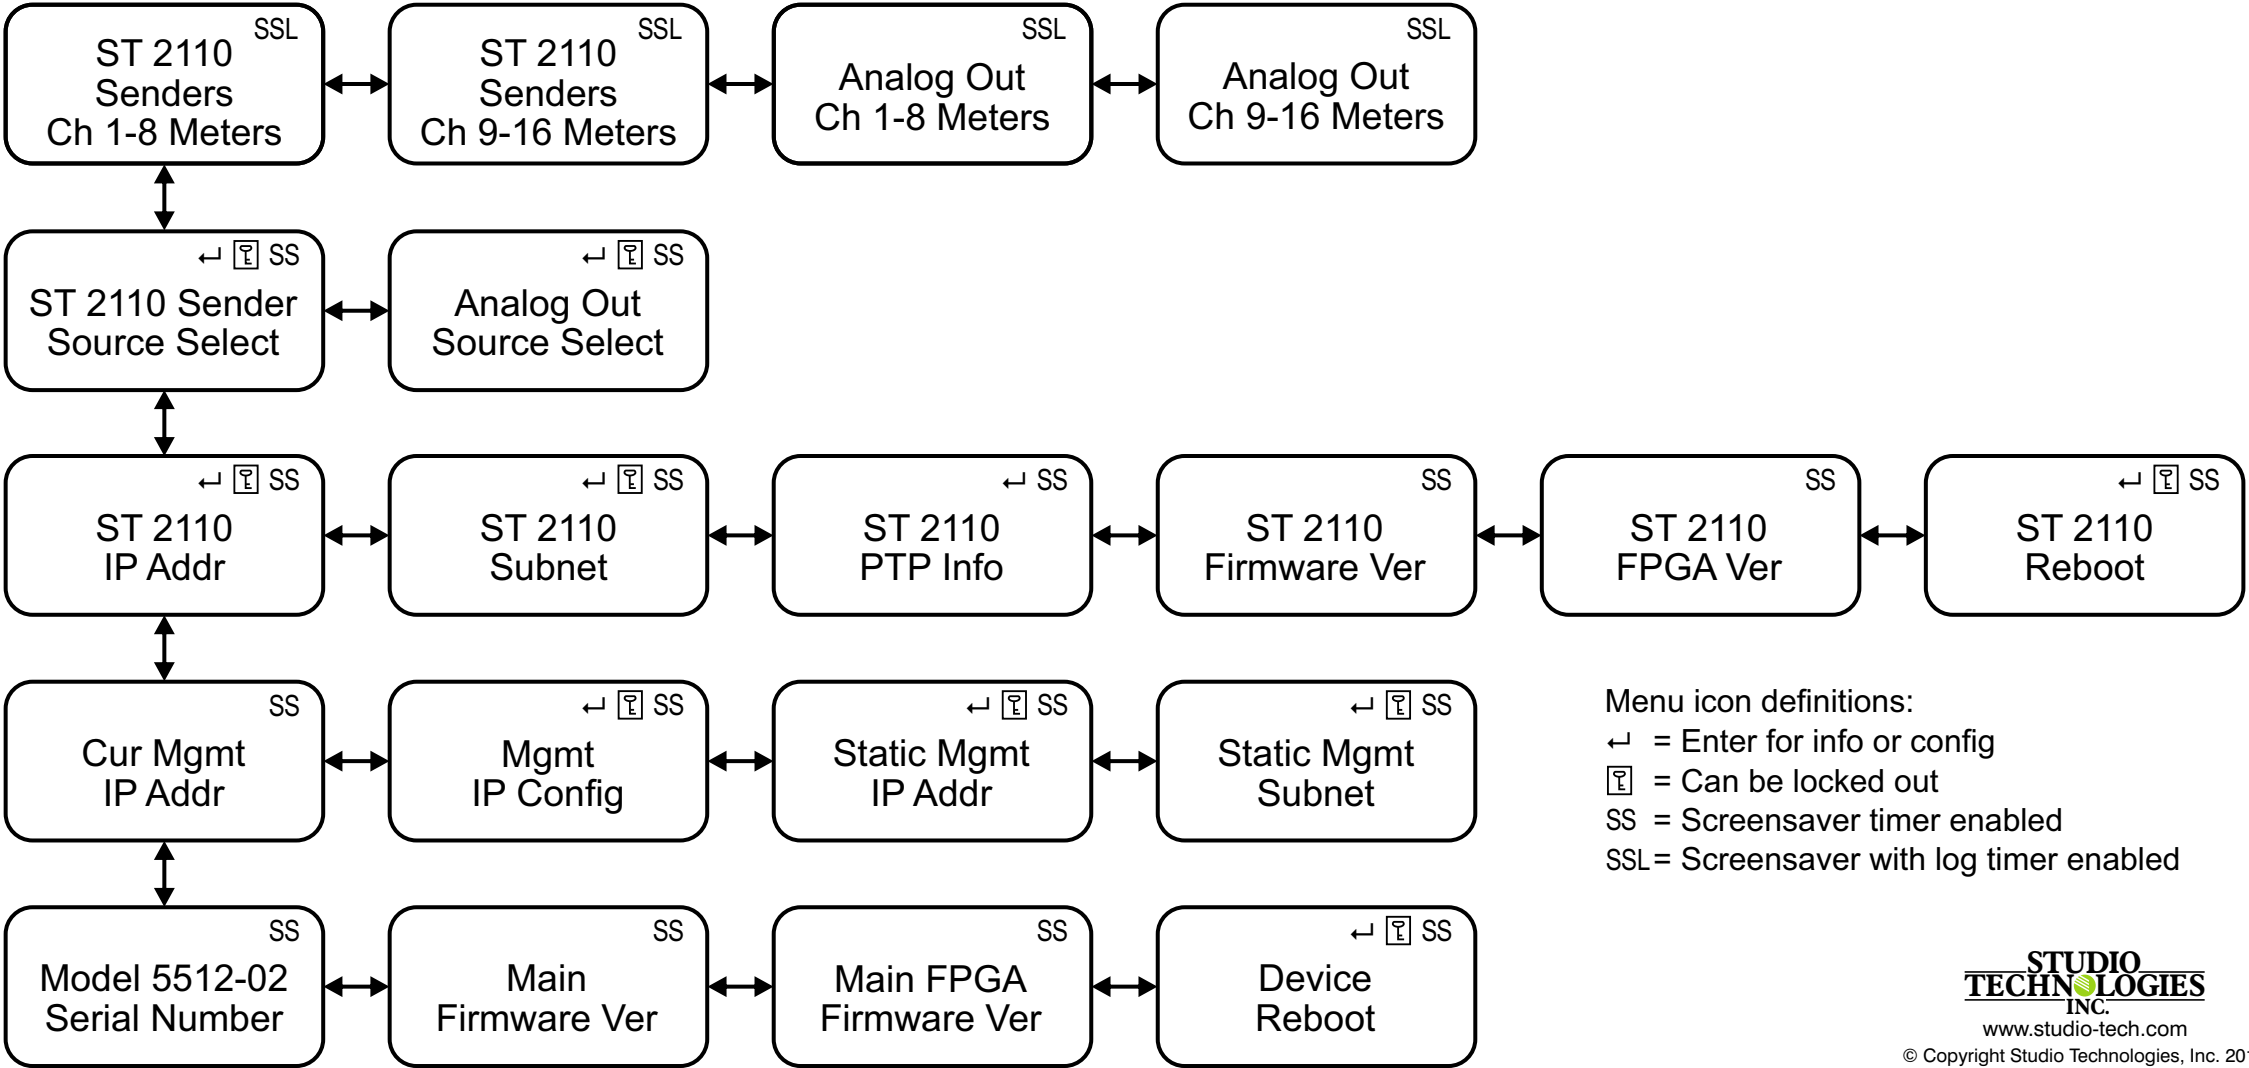 SSL
ST 2110
Senders
Ch 1-8 Meters
SSL
ST 2110
Senders
Ch 9-16 Meters
SSL
Analog Out
Ch 1-8 Meters
SSL
Analog Out
Ch 9-16 Meters
SS
ST 2110 Sender
Source Select
SS
Analog Out
Source Select
SS
ST 2110
IP Addr
SS
ST 2110
Subnet
SS
ST 2110
PTP Info
SS
ST 2110
Firmware Ver
SS
ST 2110
FPGA Ver
SS
ST 2110
Reboot
SS
Cur Mgmt
IP Addr
SS
Mgmt
IP Config
SS
Static Mgmt
IP Addr
SS
Static Mgmt
Subnet
Menu icon definitions:
↵ = Enter for info or config
= Can be locked out
SS = Screensaver timer enabled
SSL = Screensaver with log timer enabled
SS
Model 5512-02
Serial Number
SS
Main
Firmware Ver
SS
Main FPGA
Firmware Ver
SS
Device
Reboot
STUDIO
TECHNOLOGIES
INC.
www.studio-tech.com
© Copyright Studio Technologies, Inc.